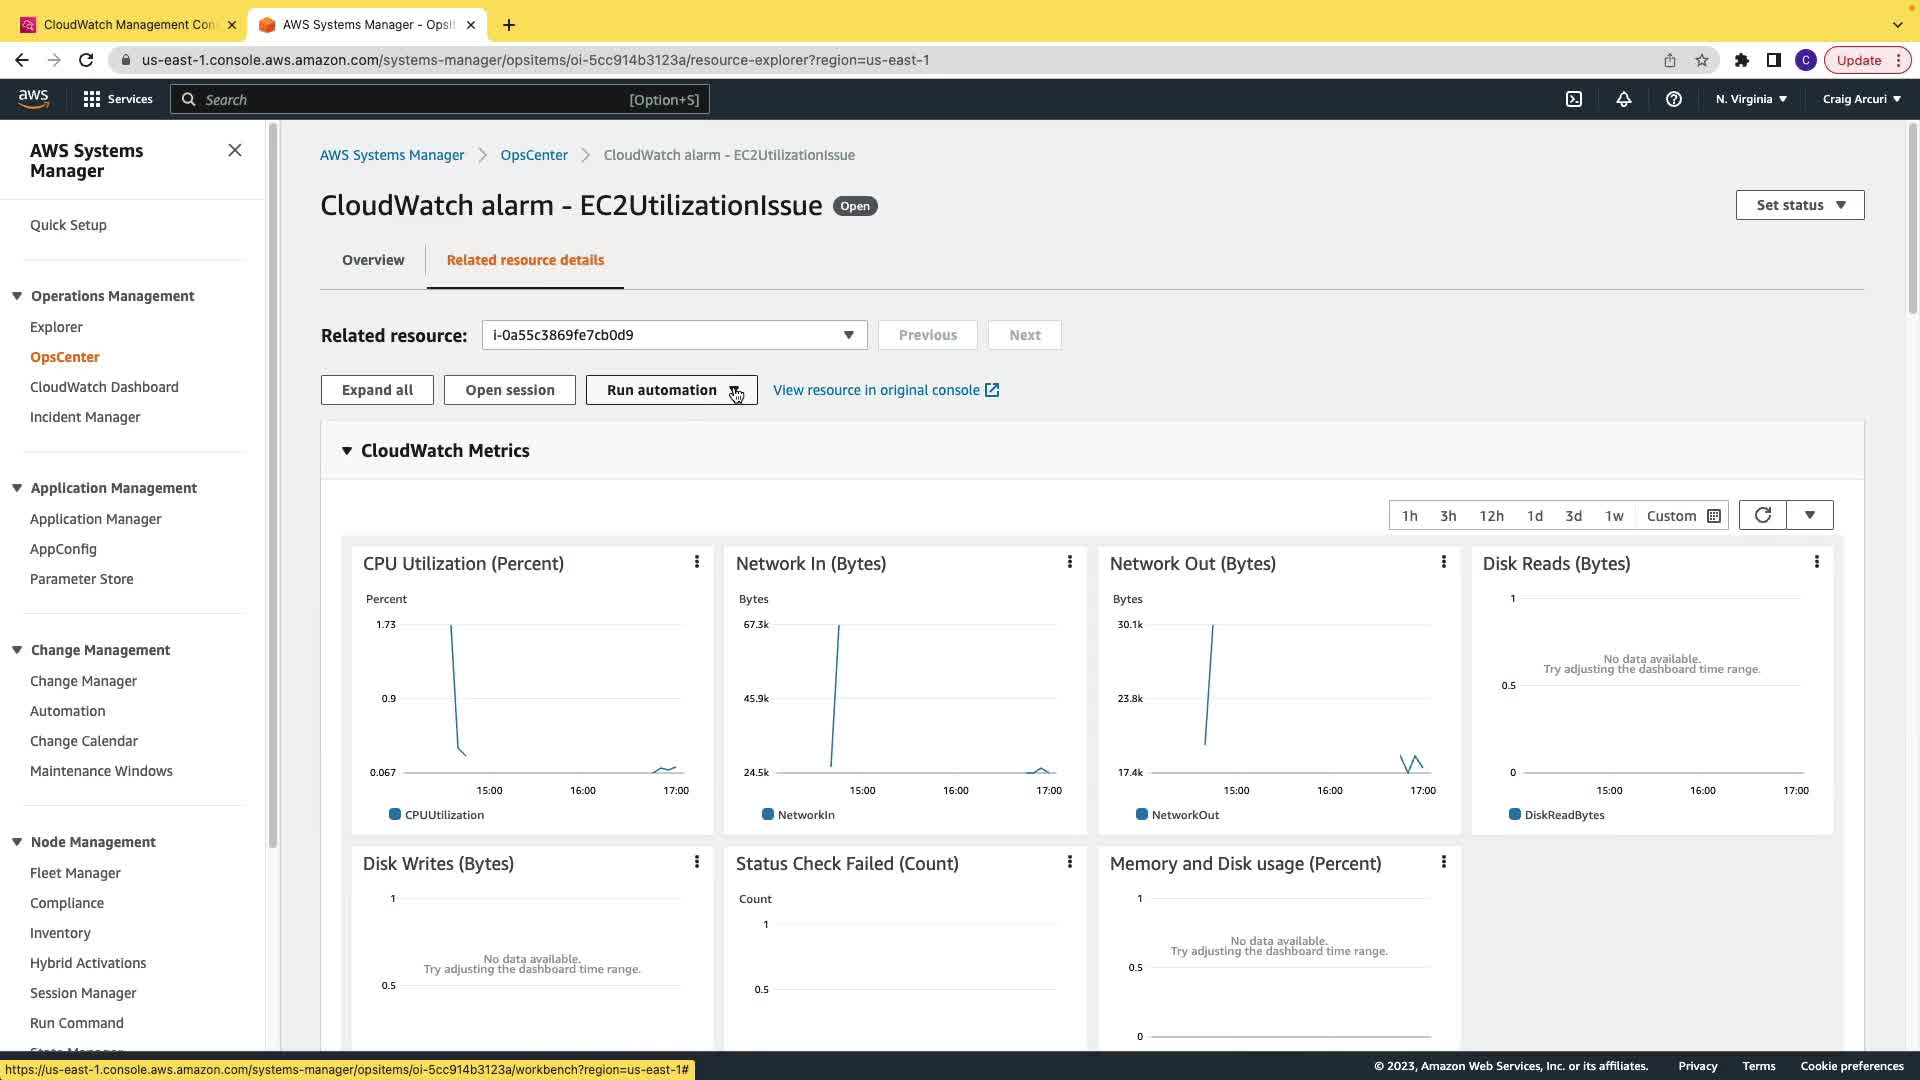 CloudWatch Management Con
AWS Systems Manager - OpsIt
us-east-1.console.aws.amazon.com/systems-manager/opsitems/oi-5cc914b3123a/resource-explorer?region=us-east-1
C
Update
aws
Services
Search
[Option+S]
N. Virginia
Craig Arcuri
AWS Systems
Manager
Quick Setup
Operations Management
Explorer
OpsCenter
CloudWatch Dashboard
Incident Manager
Application Management
Application Manager
AppConfig
Parameter Store
Change Management
Change Manager
Automation
Change Calendar
Maintenance Windows
Node Management
Fleet Manager
Compliance
Inventory
Hybrid Activations
Session Manager
Run Command
AWS Systems Manager
OpsCenter
CloudWatch alarm - EC2UtilizationIssue
CloudWatch alarm - EC2UtilizationIssue
Open
Set status
Overview
Related resource details
Related resource:
i-0a55c3869fe7cb0d9
Previous
Next
Expand all
Open session
Run automation
View resource in original console
CloudWatch Metrics
1h
3h
12h
1d
3d
1w
Custom
CPU Utilization (Percent)
Percent
1.73
0.9
0.067
15:00
16:00
17:00
CPUUtilization
Network In (Bytes)
Bytes
67.3k
45.9k
24.5k
15:00
16:00
17:00
NetworkIn
Network Out (Bytes)
Bytes
30.1k
23.8k
17.4k
15:00
16:00
17:00
NetworkOut
Disk Reads (Bytes)
1
No data available.
Try adjusting the dashboard time range.
0.5
0
15:00
16:00
17:00
DiskReadBytes
Disk Writes (Bytes)
1
No data available.
Try adjusting the dashboard time range.
0.5
Status Check Failed (Count)
Count
1
0.5
Memory and Disk usage (Percent)
1
No data available.
Try adjusting the dashboard time range.
0.5
0
https://us-east-1.console.aws.amazon.com/systems-manager/opsitems/oi-5cc914b3123a/workbench?region=us-east-1#
© 2023, Amazon Web Services, Inc. or its affiliates.
Privacy
Terms
Cookie preferences